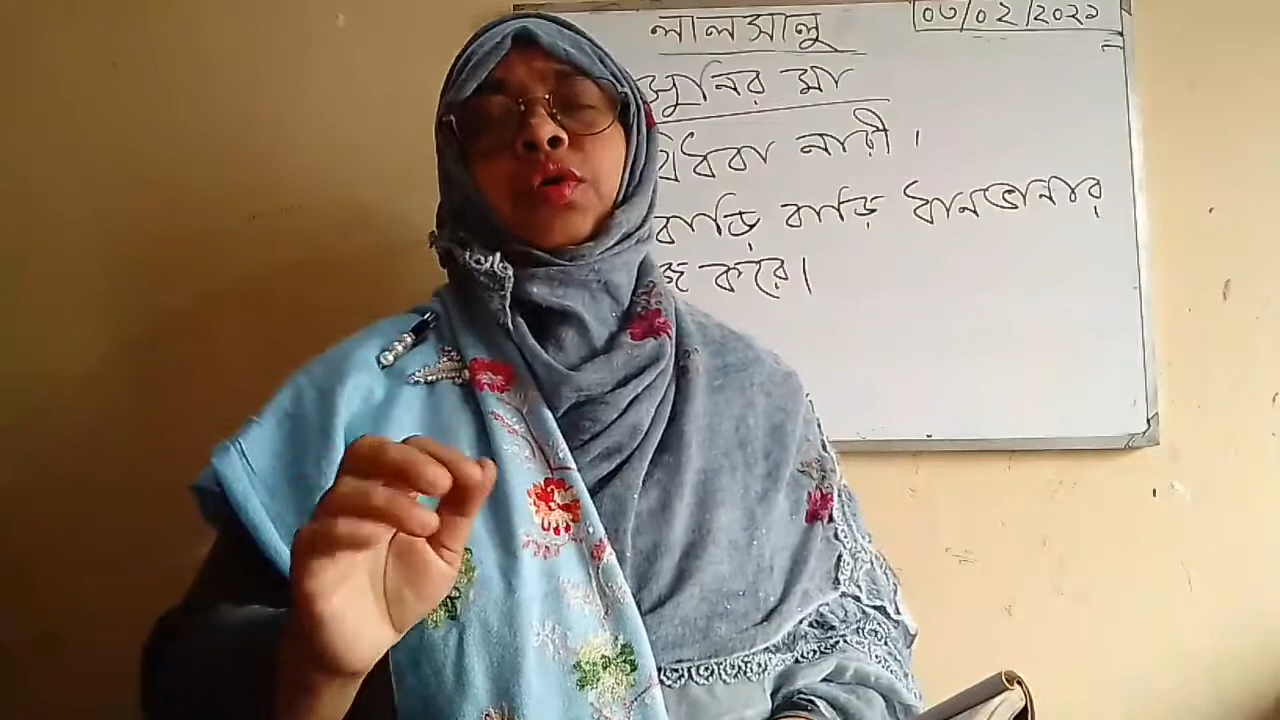 লালসালু
০৩/০২/২০২১
সুনির মা
বিধবা নারী।
বাড়ি বাড়ি ধানভানার
করে।